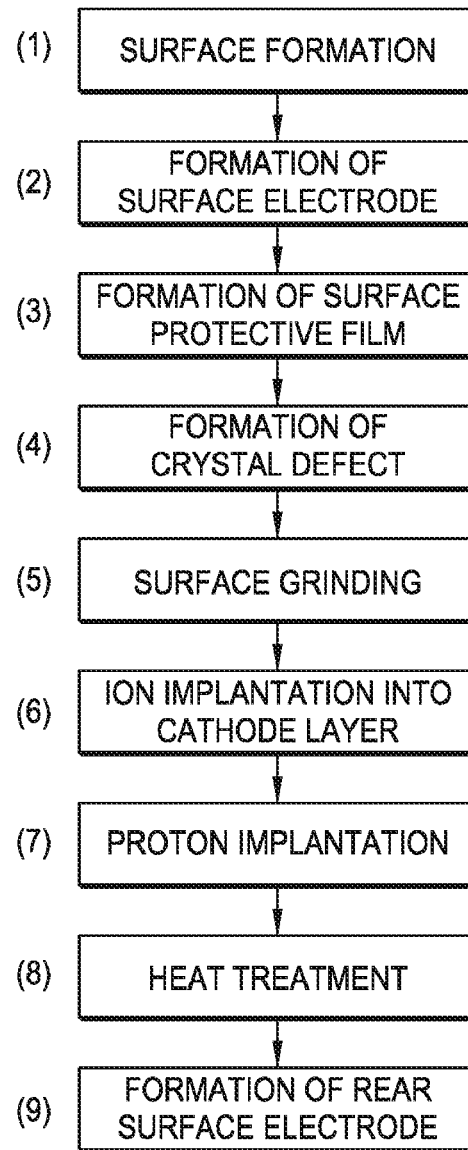 (1) SURFACE FORMATION
(2) FORMATION OF
SURFACE ELECTRODE
(3) FORMATION OF SURFACE
PROTECTIVE FILM
(4) FORMATION OF
CRYSTAL DEFECT
(5) SURFACE GRINDING
(6) ION IMPLANTATION INTO
CATHODE LAYER
(7) PROTON IMPLANTATION
(8) HEAT TREATMENT
(9) FORMATION OF REAR
SURFACE ELECTRODE